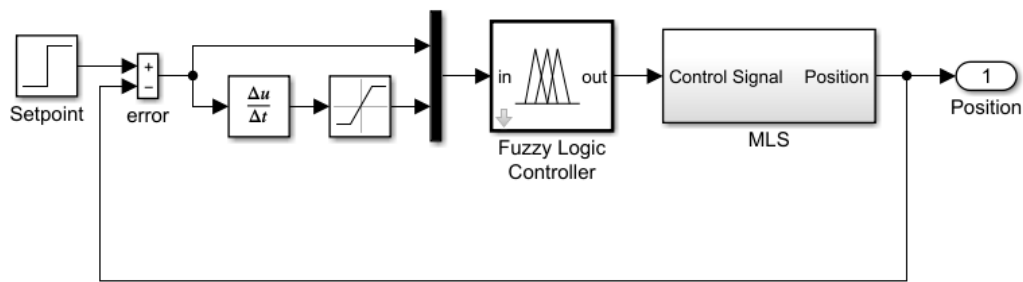 Setpoint
+
−
error
Δu
Δt
in
out
Fuzzy Logic
Controller
Control Signal
Position
MLS
1
Position